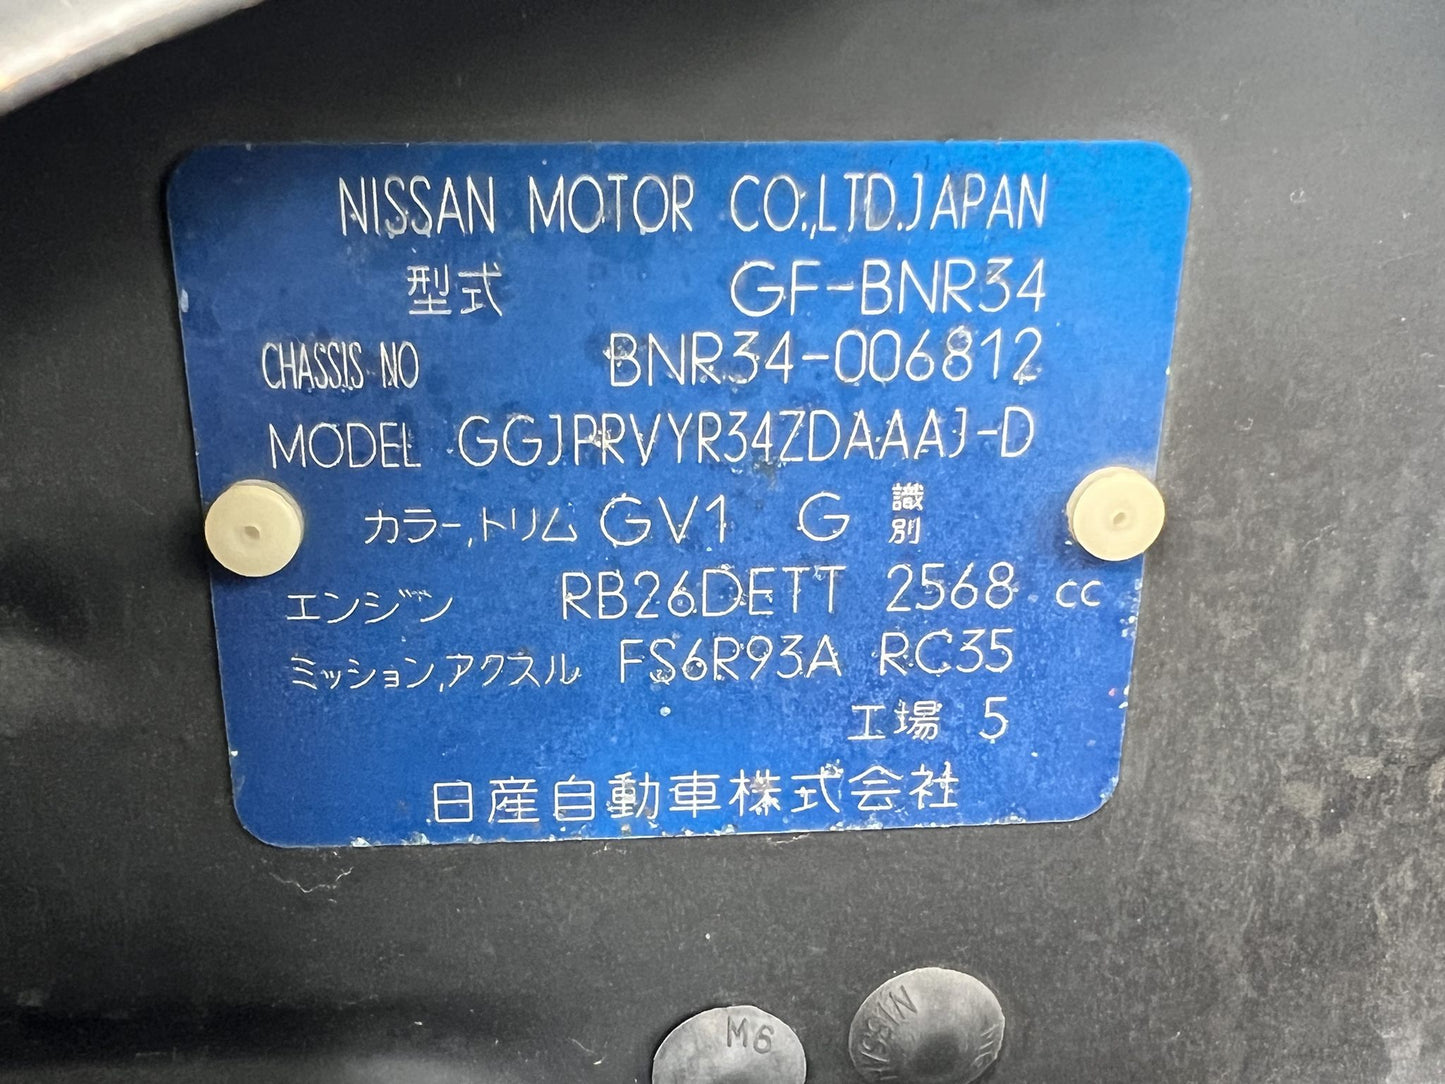 NISSAN MOTOR CO.,LTD.JAPAN
型式 GF-BNR34
CHASSIS NO BNR34-006812
MODEL GGJPRVYR34ZDAAAJ-D
カラー,トリム GV1 G 識別
エンジン RB26DETT 2568 cc
ミッション,アクスル FS6R93A RC35
工場 5
日産自動車株式会社
M6